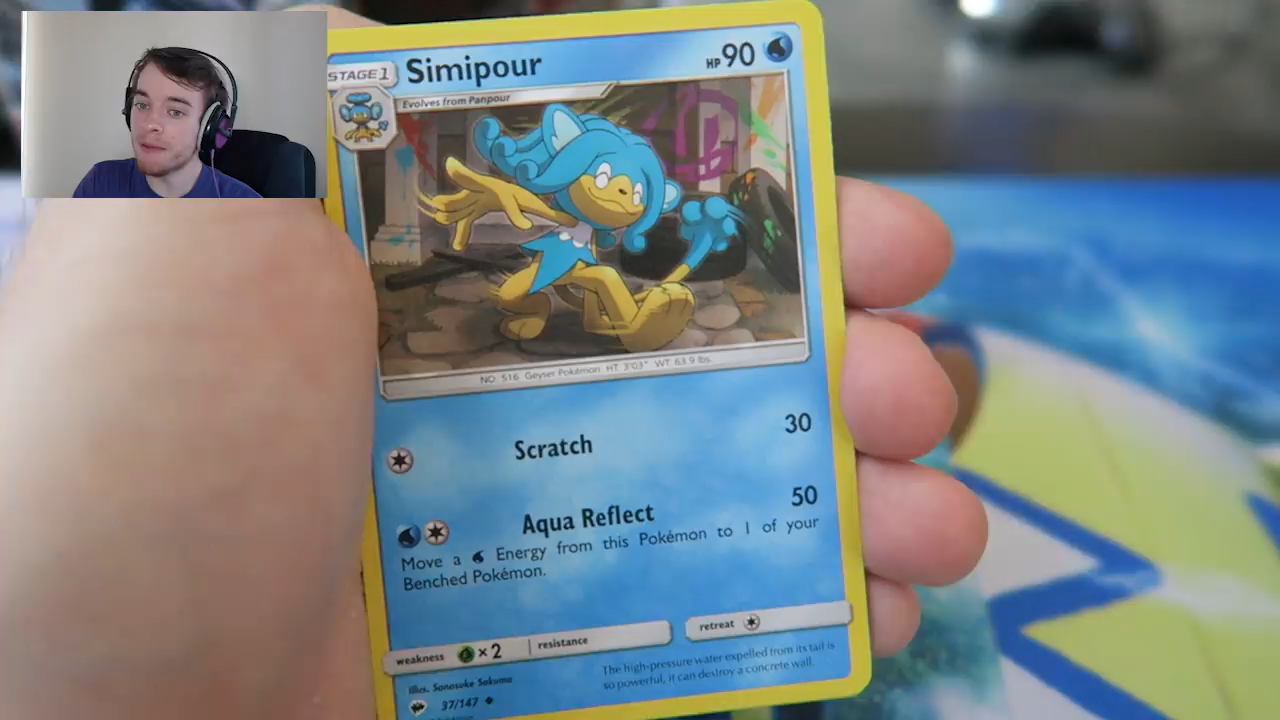 STAGE 1
Simipour
HP 90
Evolves from Panpour
NO. 516 Geyser Pokémon HT. 3'03" WT. 63.9 lbs.
Scratch 30
Aqua Reflect 50
Move a Energy from this Pokémon to 1 of your
Benched Pokémon.
weakness ×2 resistance retreat
The high-pressure water expelled from its tail is
so powerful, it can destroy a concrete wall.
Illus. Sanosuke Sakuma
37/147